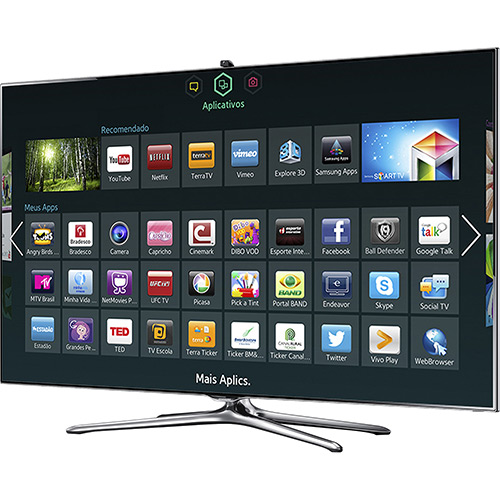 Aplicativos
Recomendado
YouTube Netflix TerraTV Vimeo Explore 3D Samsung Apps
SMART TV
Meus Apps
Angry Birds Bradesco Camera Capricho Cinemark DIBO VOD Esporte Inte... Facebook Ball Defender Google Talk
MTV Brasil Minha Vida ... NetMovies P... UFC TV Picasa Pick a Tint Portal BAND Endeavor Skype Social TV
Estadão Grandes Pe... TED TV Escola Terra Ticker Ticker BM&... Ticker Canal... Twitter Vivo Play WebBrowser
Mais Aplics.